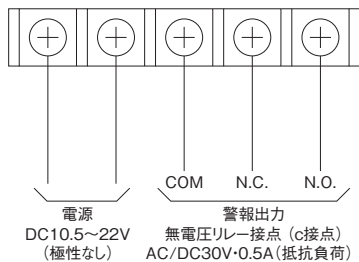 COM N.C. N.O.
電源
DC10.5～22V
(極性なし)
警報出力
無電圧リレー接点(c接点)
AC/DC30V・0.5A(抵抗負荷)